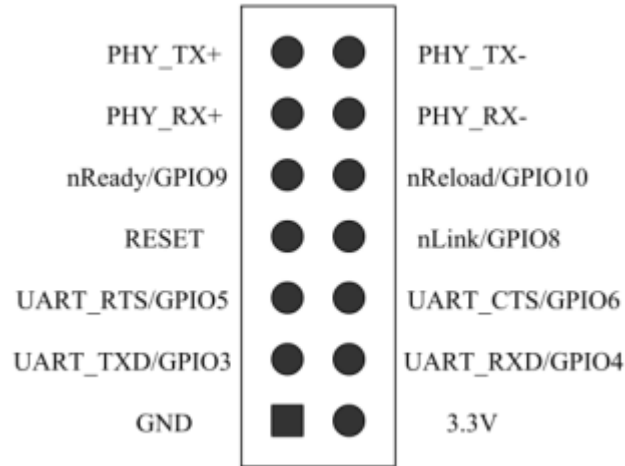 PHY_TX+ PHY_TX-
PHY_RX+ PHY_RX-
nReady/GPIO9 nReload/GPIO10
RESET nLink/GPIO8
UART_RTS/GPIO5 UART_CTS/GPIO6
UART_TXD/GPIO3 UART_RXD/GPIO4
GND 3.3V